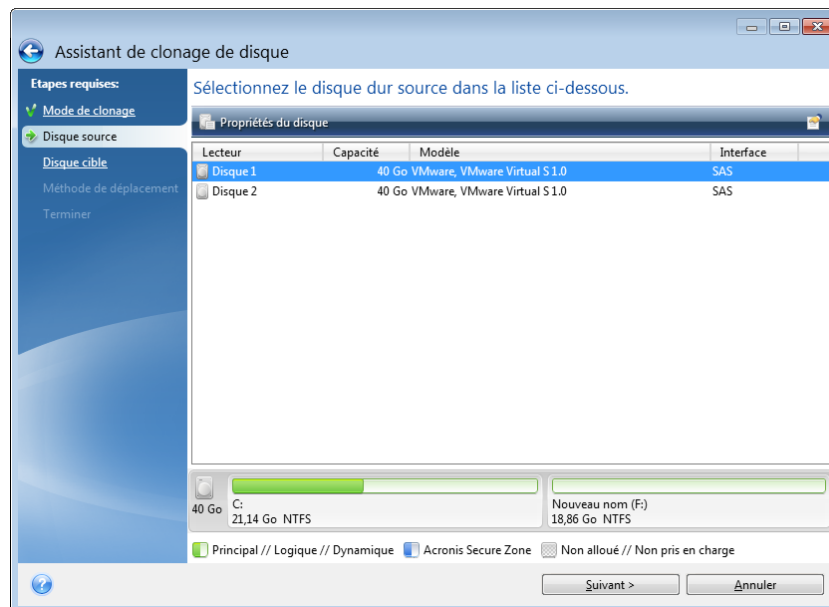 Assistant de clonage de disque
Etapes requises:
Mode de clonage
Disque source
Disque cible
Méthode de déplacement
Terminer
Sélectionnez le disque dur source dans la liste ci-dessous.
Propriétés du disque
Lecteur Capacité Modèle Interface
Disque 1 40 Go VMware, VMware Virtual S 1.0 SAS
Disque 2 40 Go VMware, VMware Virtual S 1.0 SAS
40 Go
C:
21,14 Go NTFS
Nouveau nom (F:)
18,86 Go NTFS
Principal // Logique // Dynamique Acronis Secure Zone Non alloué // Non pris en charge
Suivant > Annuler